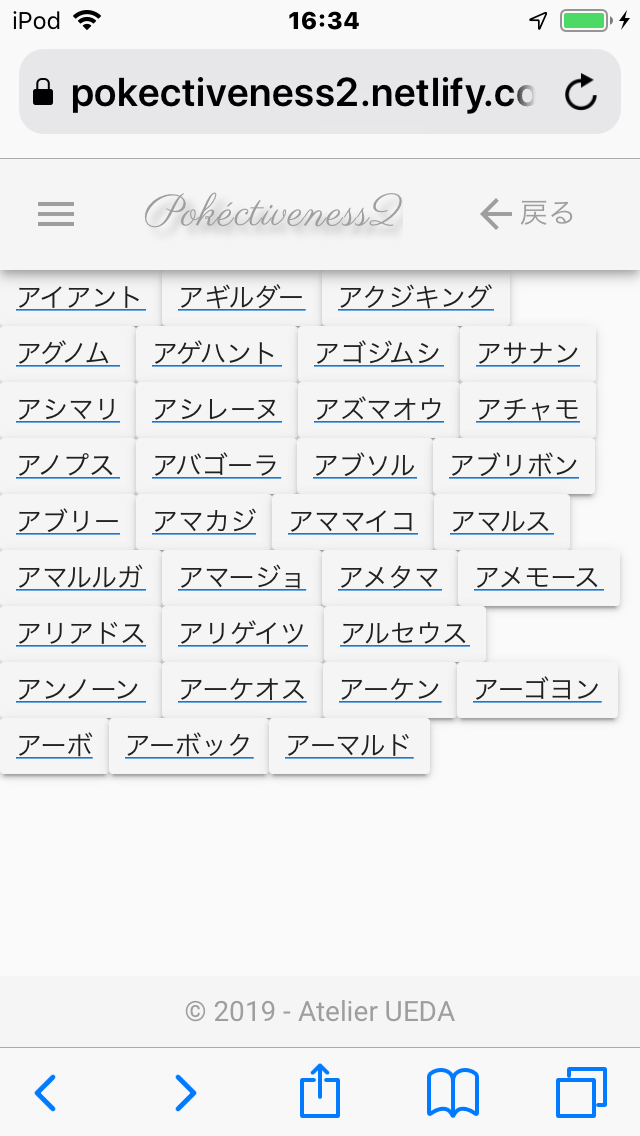 iPod 16:34
pokectiveness2.netlify.co
Pokéctiveness2 戻る
アイアント アギルダー アクジキング
アグノム アゲハント アゴジムシ アサナン
アシマリ アシレーヌ アズマオウ アチャモ
アノプス アバゴーラ アブソル アブリボン
アブリー アマカジ アママイコ アマルス
アマルルガ アマージョ アメタマ アメモース
アリアドス アリゲイツ アルセウス
アンノーン アーケオス アーケン アーゴヨン
アーボ アーボック アーマルド
© 2019 - Atelier UEDA